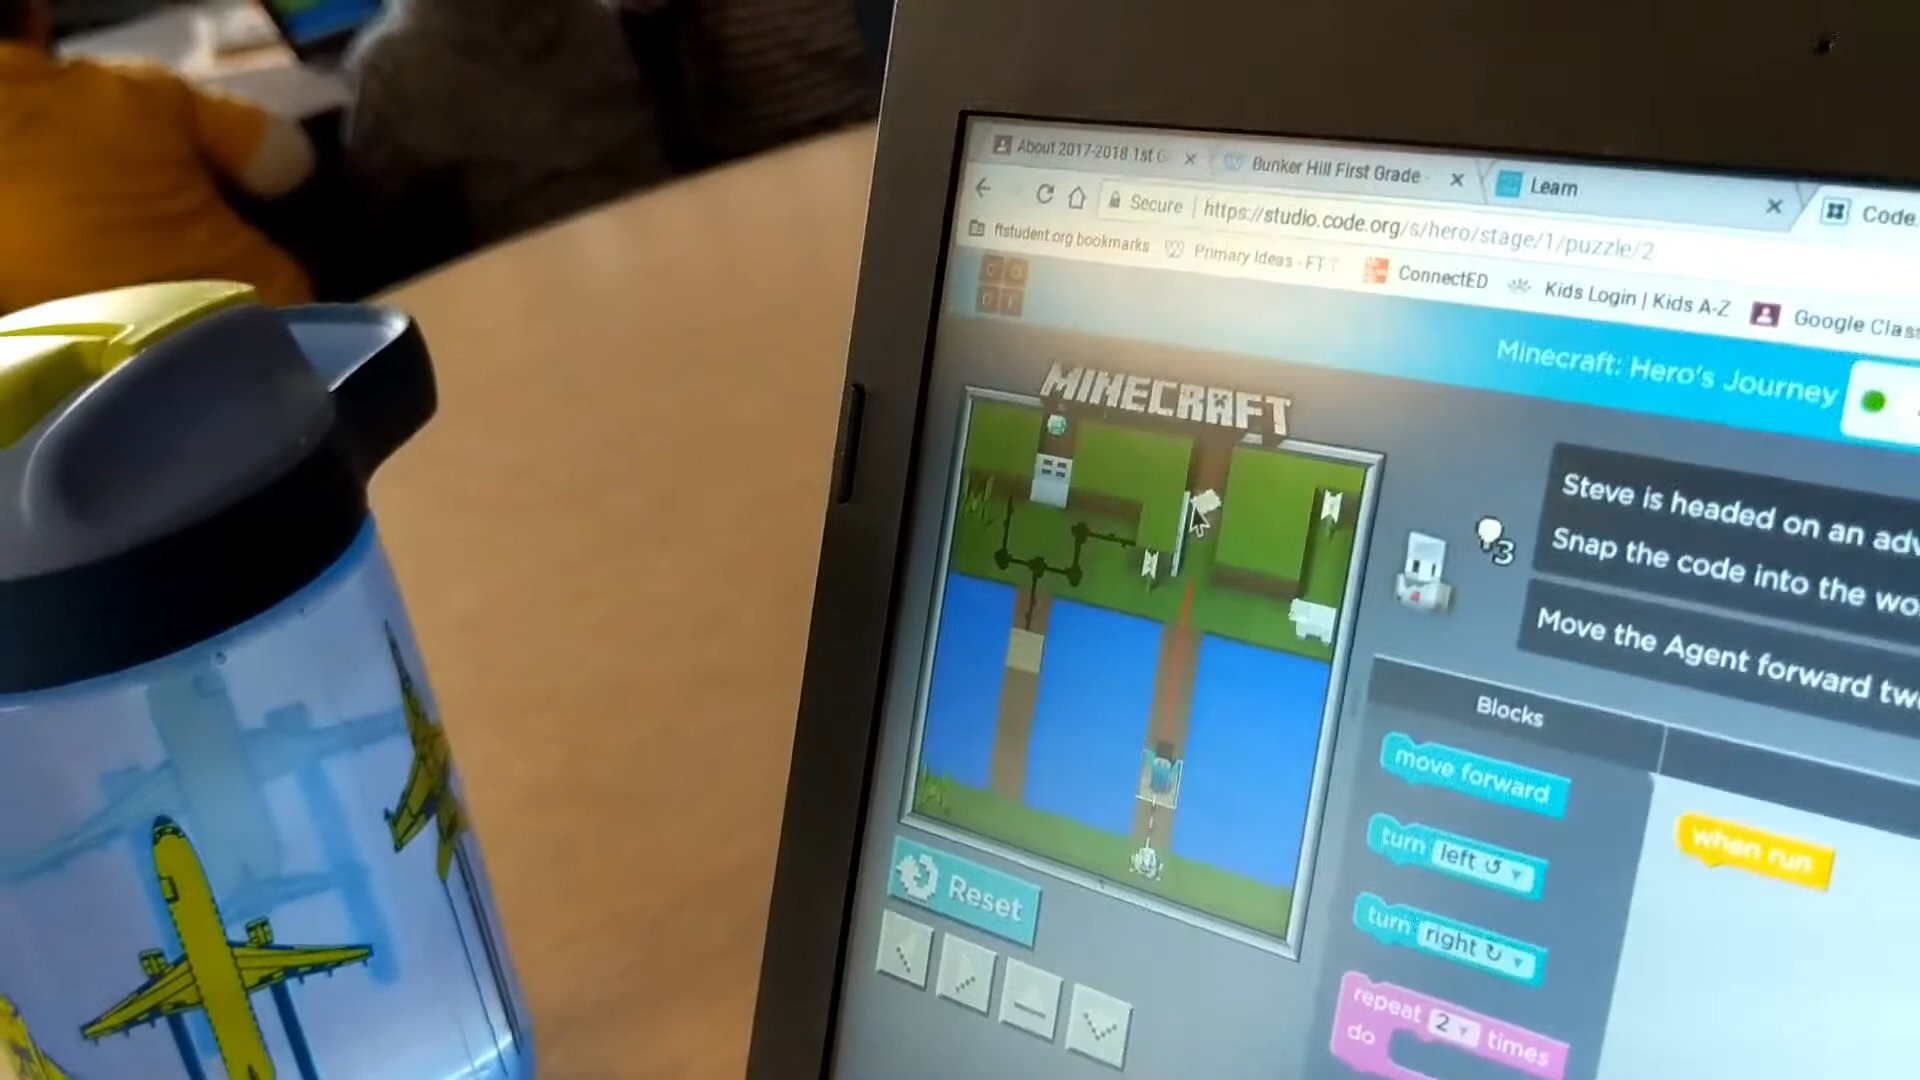 About 2017-2018 1st G
Bunker Hill First Grade -
Learn
Code.
Secure
https://studio.code.org/s/hero/stage/1/puzzle/2
ftstudent.org bookmarks
Primary Ideas - FT
ConnectED
Kids Login | Kids A-Z
Google Class
CO
DE
Minecraft: Hero's Journey
MINECRAFT
Steve is headed on an adv
Snap the code into the wo
3
Move the Agent forward tw
Blocks
move forward
when run
turn left
Reset
turn right
repeat 2 times
do